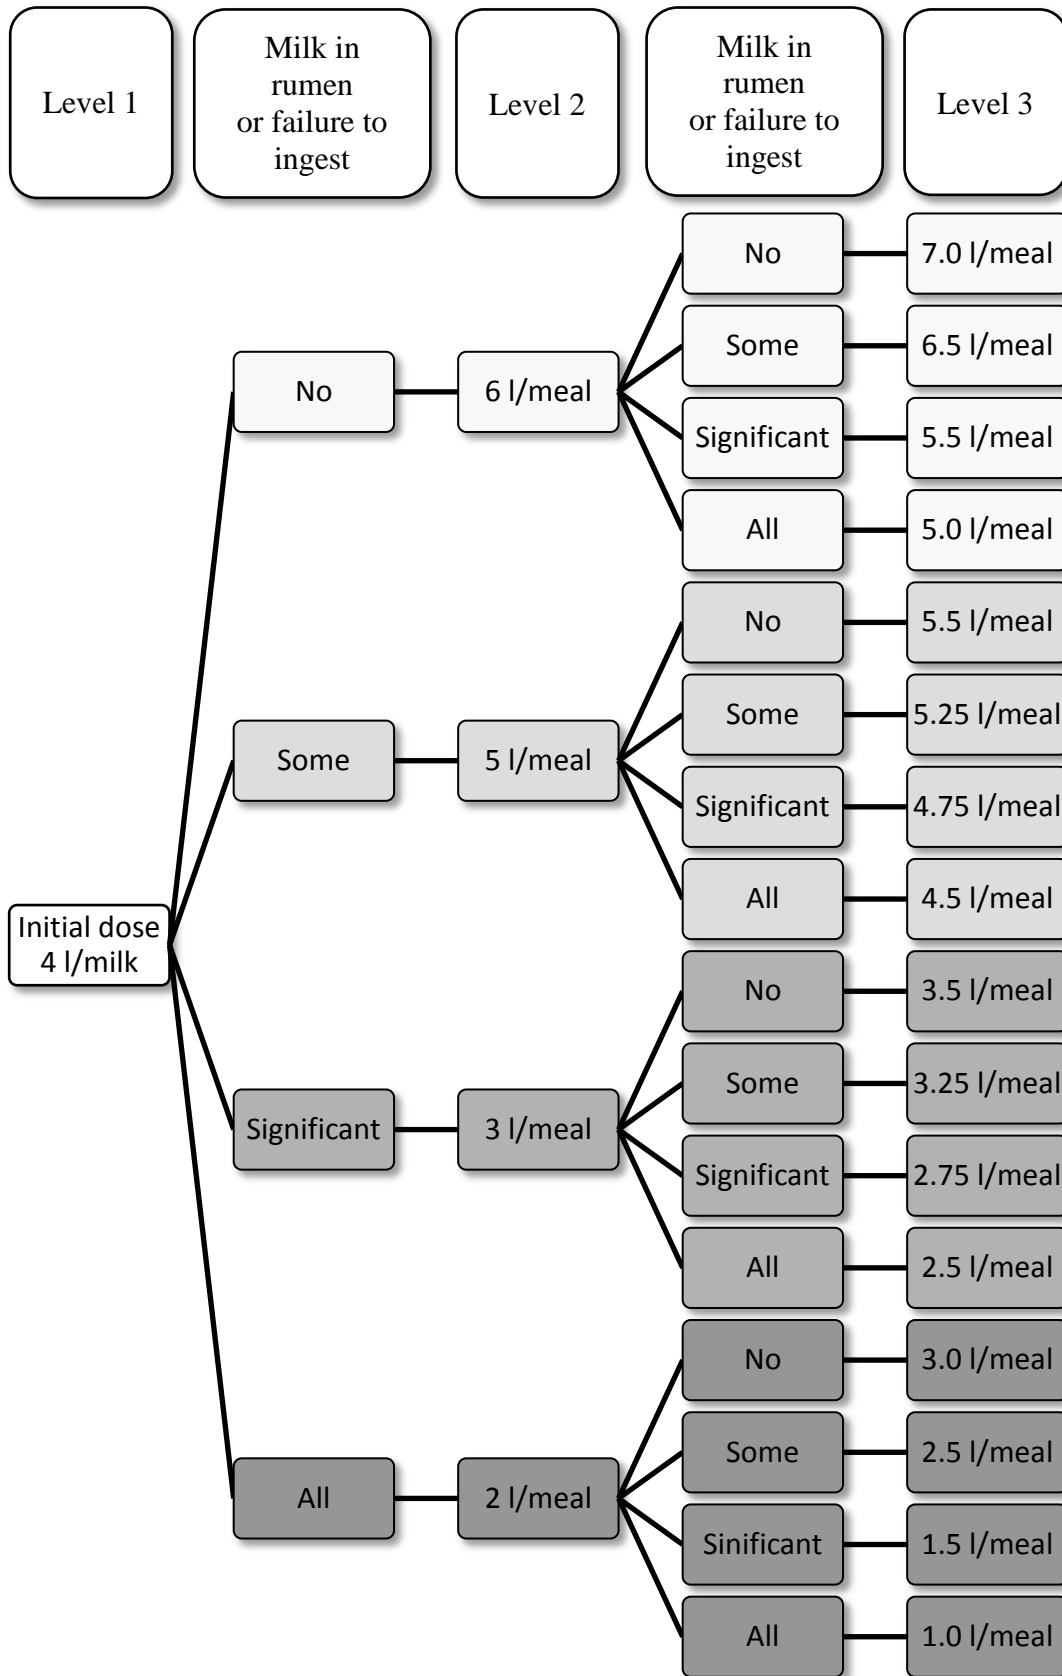 Level 1
Milk in
rumen
or failure to
ingest
Level 2
Milk in
rumen
or failure to
ingest
Level 3
No
7.0 l/meal
Some
6.5 l/meal
No
6 l/meal
Significant
5.5 l/meal
All
5.0 l/meal
No
5.5 l/meal
Some
5.25 l/meal
Some
5 l/meal
Significant
4.75 l/meal
All
4.5 l/meal
Initial dose
4 l/milk
No
3.5 l/meal
Some
3.25 l/meal
Significant
3 l/meal
Significant
2.75 l/meal
All
2.5 l/meal
No
3.0 l/meal
Some
2.5 l/meal
All
2 l/meal
Sinificant
1.5 l/meal
All
1.0 l/meal